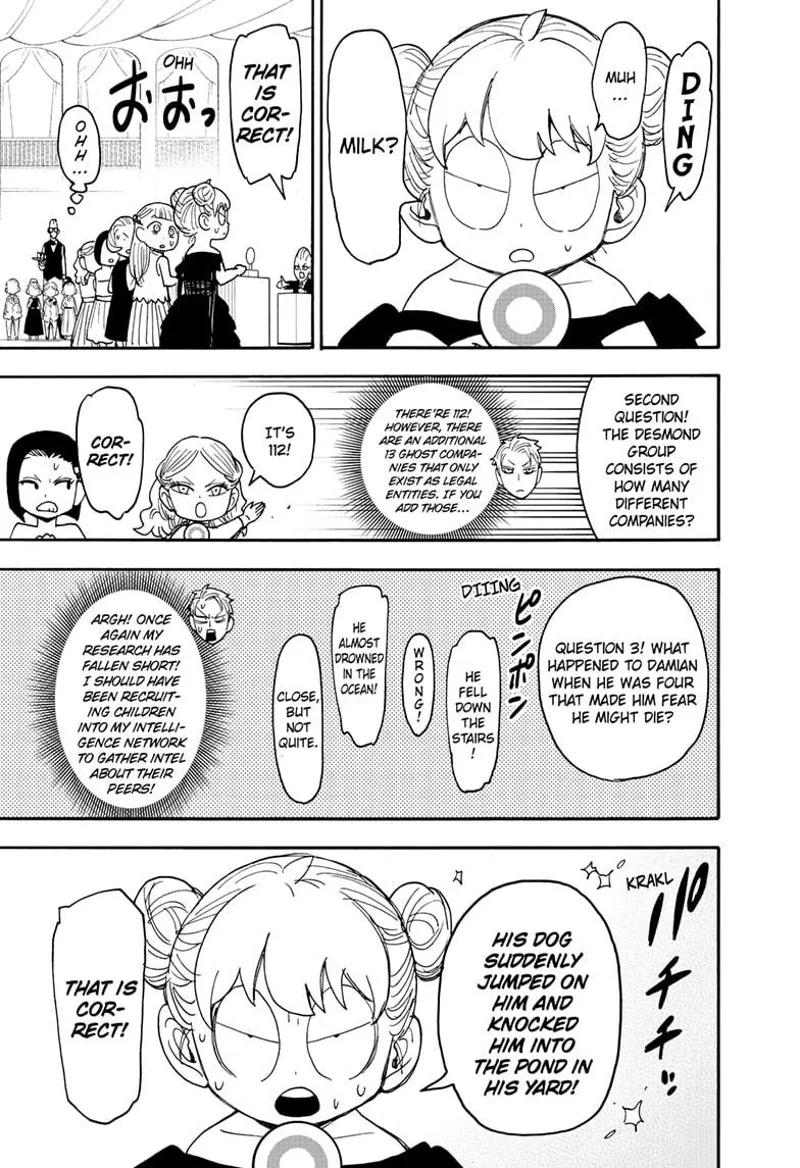 DING
MUH
...
MILK?
THAT
IS
COR-
RECT!
OHH
おおっ
OHH...
SECOND
QUESTION!
THE DESMOND
GROUP
CONSISTS
OF HOW
MANY
DIFFERENT
COMPANIES?
THERE'RE 112!
HOWEVER, THERE
ARE AN ADDITIONAL
13 GHOST COMPA-
NIES THAT ONLY
EXIST AS LEGAL
ENTITIES. IF YOU
ADD THOSE...
IT'S
112!
COR-
RECT!
QUESTION 3! WHAT
HAPPENED TO DAMIAN
WHEN HE WAS FOUR
THAT MADE HIM FEAR
HE MIGHT DIE?
DIIING
ピンポン
HE
FELL
DOWN
THE
STAIRS
!
WRONG!
HE
ALMOST
DROWNED
IN THE
OCEAN!
CLOSE,
BUT
NOT
QUITE.
ARGH! ONCE
AGAIN MY
RESEARCH HAS
FALLEN SHORT!
I SHOULD HAVE
BEEN RECRUIT-
ING CHILDREN
INTO MY INTELLI-
GENCE NETWORK
TO GATHER INTEL
ABOUT THEIR
PEERS!
KRAKL
パチチッ
HIS DOG
SUDDENLY
JUMPED ON
HIM AND
KNOCKED
HIM INTO
THE POND IN
HIS YARD!
THAT IS
COR-
RECT!